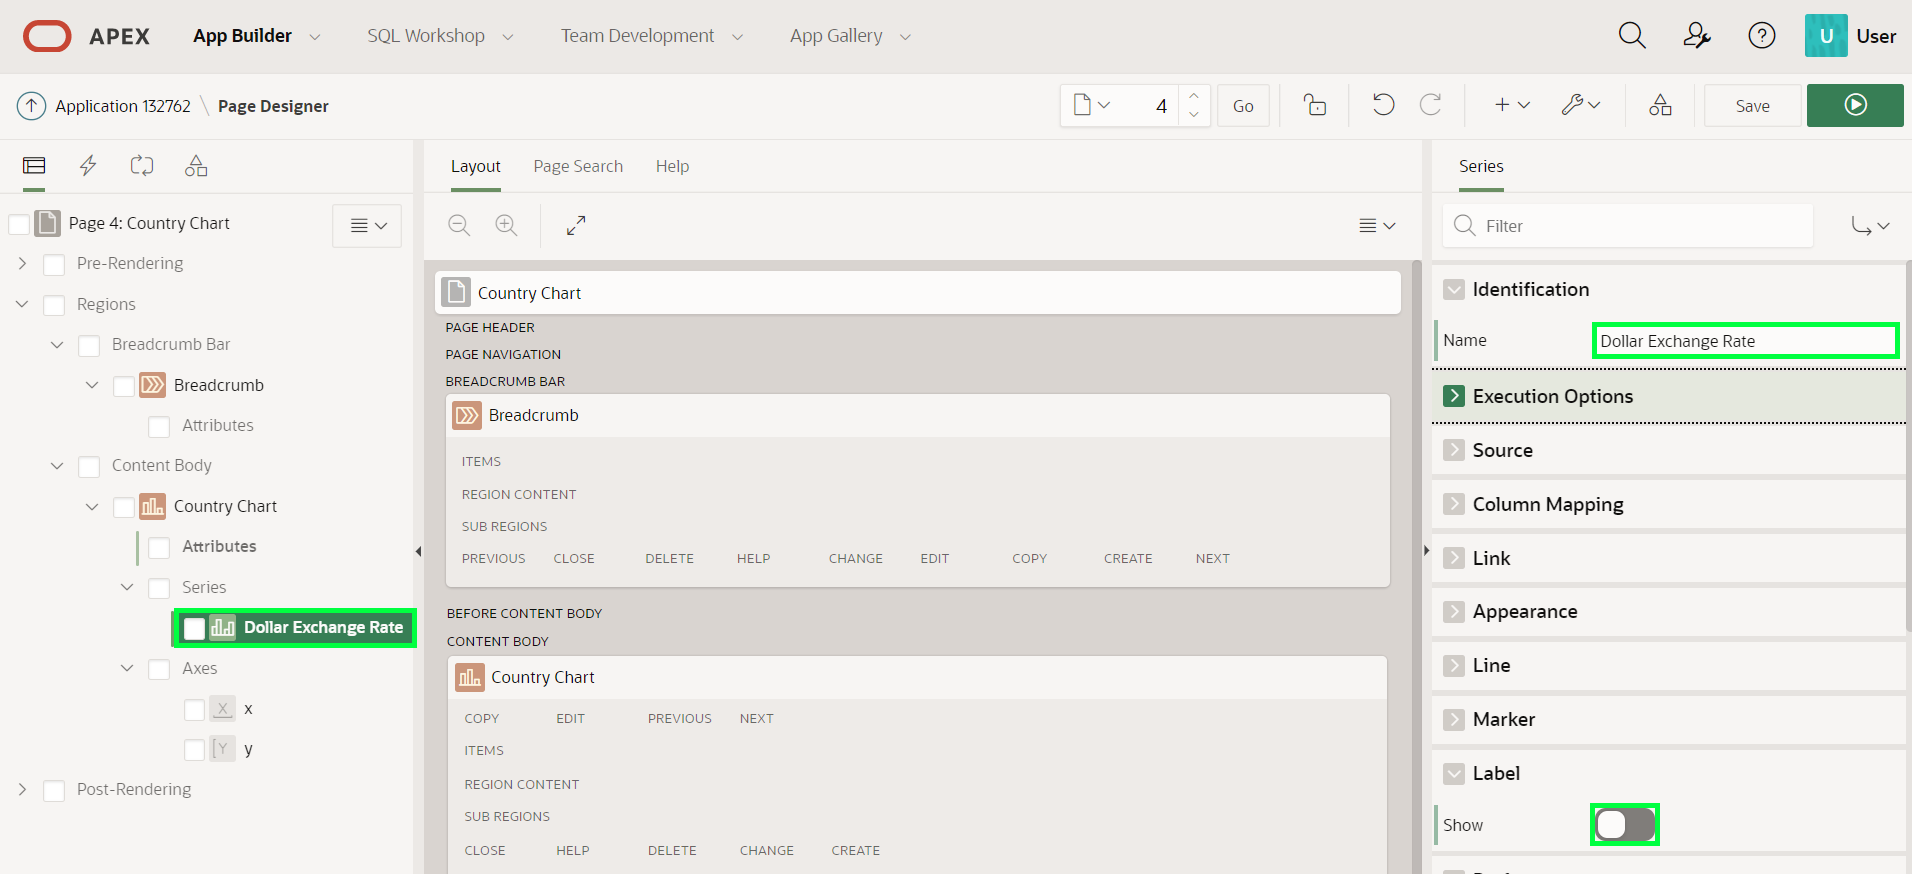 APEX App Builder SQL Workshop Team Development App Gallery U User
Application 132762 \ Page Designer 4 Go Save
Layout Page Search Help
Series
Page 4: Country Chart
Pre-Rendering
Regions
Breadcrumb Bar
Breadcrumb
Attributes
Content Body
Country Chart
Attributes
Series
Dollar Exchange Rate
Axes
X x
Y y
Post-Rendering
Country Chart
PAGE HEADER
PAGE NAVIGATION
BREADCRUMB BAR
Breadcrumb
ITEMS
REGION CONTENT
SUB REGIONS
PREVIOUS CLOSE DELETE HELP CHANGE EDIT COPY CREATE NEXT
BEFORE CONTENT BODY
CONTENT BODY
Country Chart
COPY EDIT PREVIOUS NEXT
ITEMS
REGION CONTENT
SUB REGIONS
CLOSE HELP DELETE CHANGE CREATE
Filter
Identification
Name Dollar Exchange Rate
Execution Options
Source
Column Mapping
Link
Appearance
Line
Marker
Label
Show